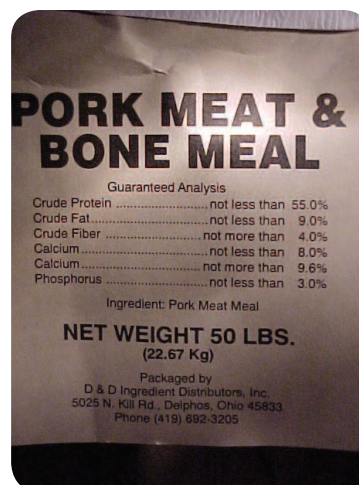 PORK MEAT &
BONE MEAL
Guaranteed Analysis
Crude Protein ............................not less than 55.0%
Crude Fat....................................not less than 9.0%
Crude Fiber ...............................not more than 4.0%
Calcium.......................................not less than 8.0%
Calcium......................................not more than 9.6%
Phosphorus ................................not less than 3.0%
Ingredient: Pork Meat Meal
NET WEIGHT 50 LBS.
(22.67 Kg)
Packaged by
D & D Ingredient Distributors, Inc.
5025 N. Kill Rd., Delphos, Ohio 45833
Phone (419) 692-3205